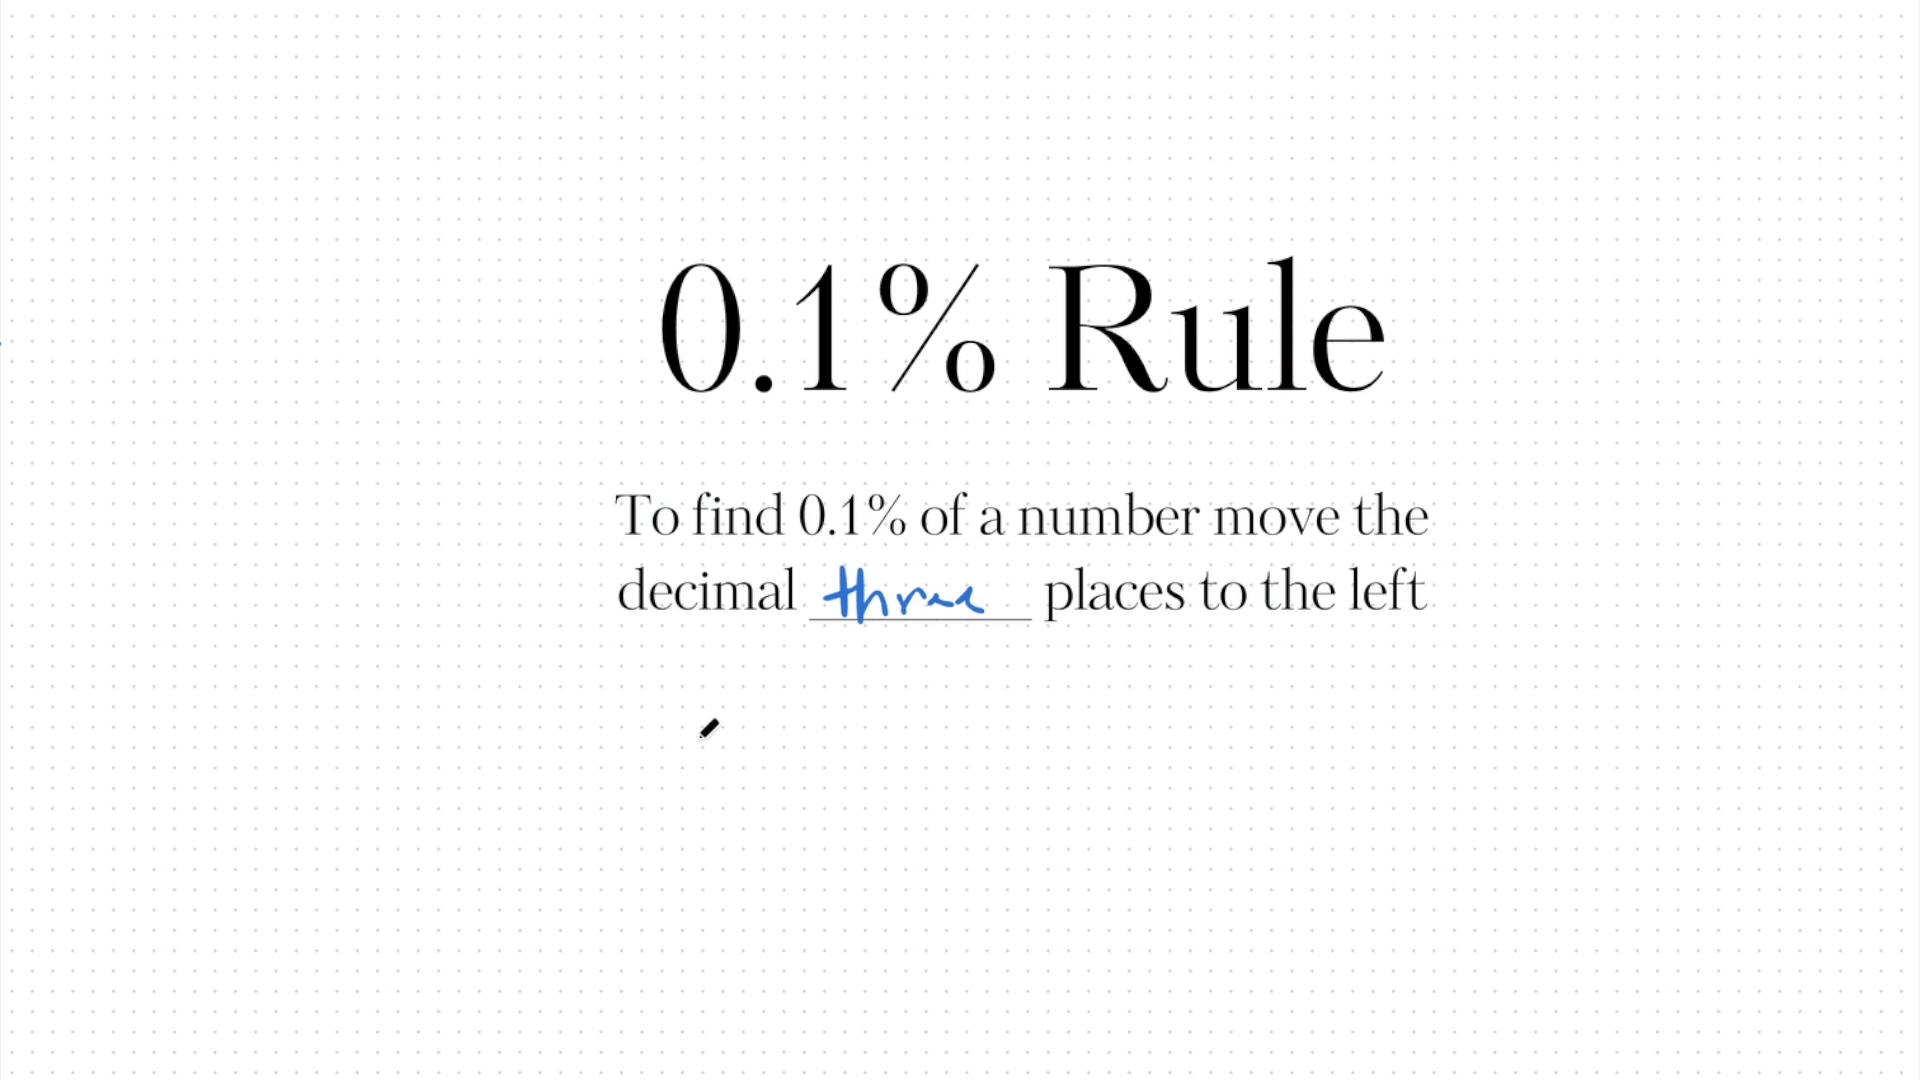 0.1% Rule
To find 0.1% of a number move the
decimal three places to the left